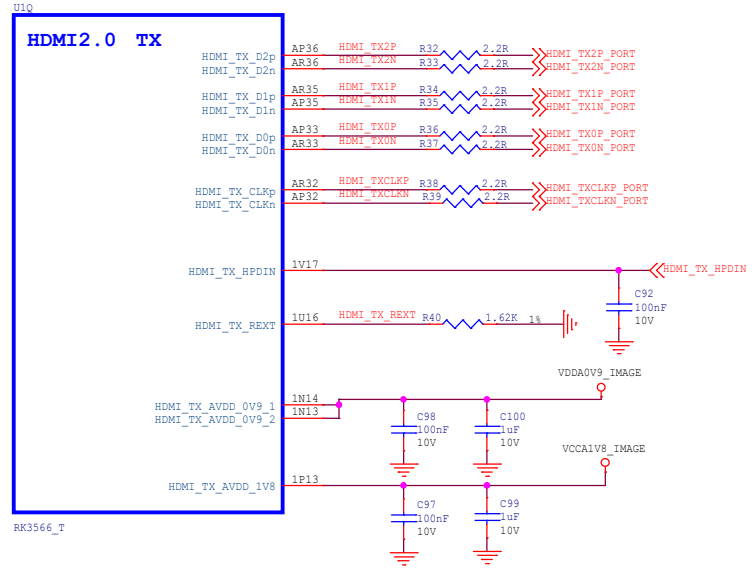 U1Q
HDMI2.0 TX
HDMI_TX_D2p AP36 HDMI_TX2P R32 2.2R HDMI_TX2P_PORT
HDMI_TX_D2n AR36 HDMI_TX2N R33 2.2R HDMI_TX2N_PORT
HDMI_TX_D1p AR35 HDMI_TX1P R34 2.2R HDMI_TX1P_PORT
HDMI_TX_D1n AP35 HDMI_TX1N R35 2.2R HDMI_TX1N_PORT
HDMI_TX_D0p AP33 HDMI_TX0P R36 2.2R HDMI_TX0P_PORT
HDMI_TX_D0n AR33 HDMI_TX0N R37 2.2R HDMI_TX0N_PORT
HDMI_TX_CLKp AR32 HDMI_TXCLKP R38 2.2R HDMI_TXCLKP_PORT
HDMI_TX_CLKn AP32 HDMI_TXCLKN R39 2.2R HDMI_TXCLKN_PORT
HDMI_TX_HPDIN 1V17 HDMI_TX_HPDIN
C92
100nF
10V
HDMI_TX_REXT 1U16 HDMI_TX_REXT R40 1.62K 1%
VDDA0V9_IMAGE
HDMI_TX_AVDD_0V9_1 1N14
HDMI_TX_AVDD_0V9_2 1N13
C98 C100
100nF 1uF
10V 10V
VCCA1V8_IMAGE
HDMI_TX_AVDD_1V8 1P13
C97 C99
100nF 1uF
10V 10V
RK3566_T